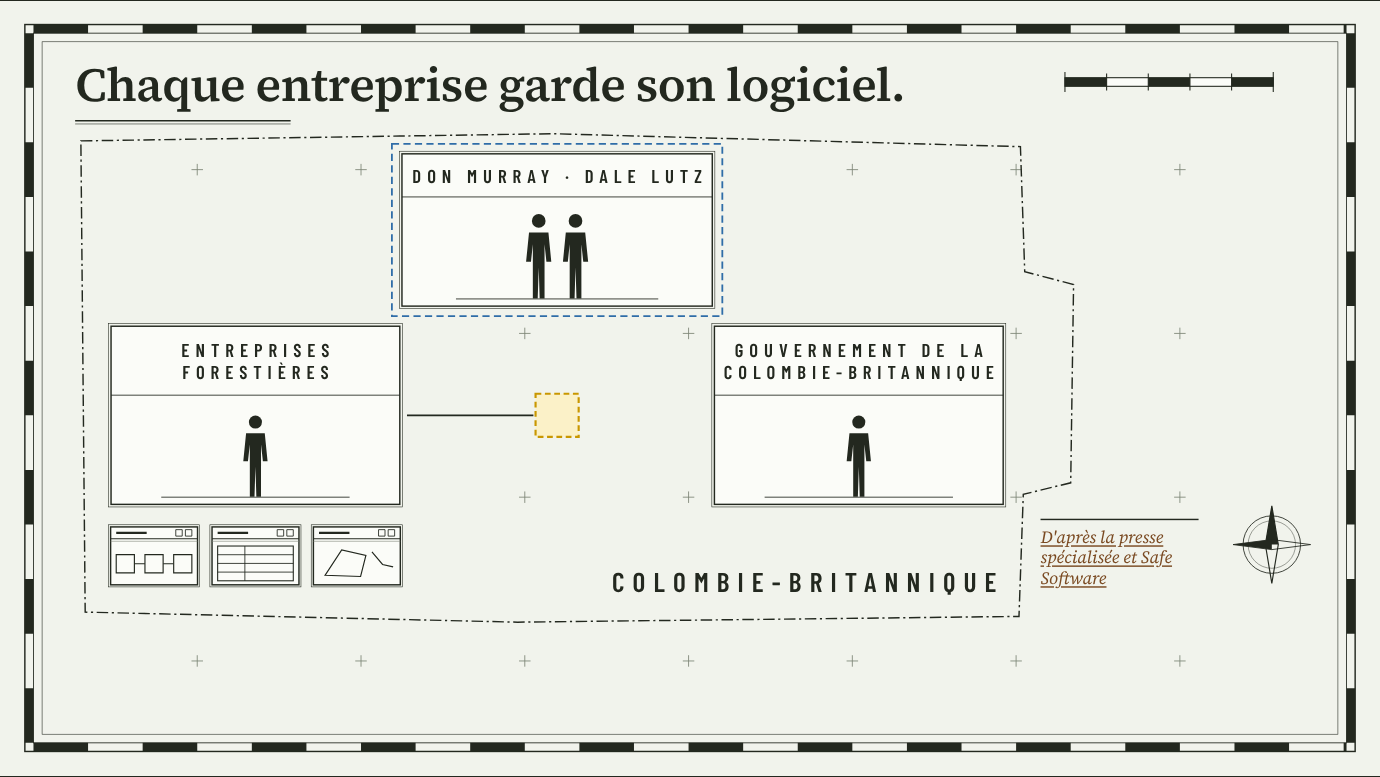 Chaque entreprise garde son logiciel.
DON MURRAY · DALE LUTZ
ENTREPRISES
FORESTIÈRES
GOUVERNEMENT DE LA
COLOMBIE-BRITANNIQUE
COLOMBIE-BRITANNIQUE
D'après la presse
spécialisée et Safe
Software